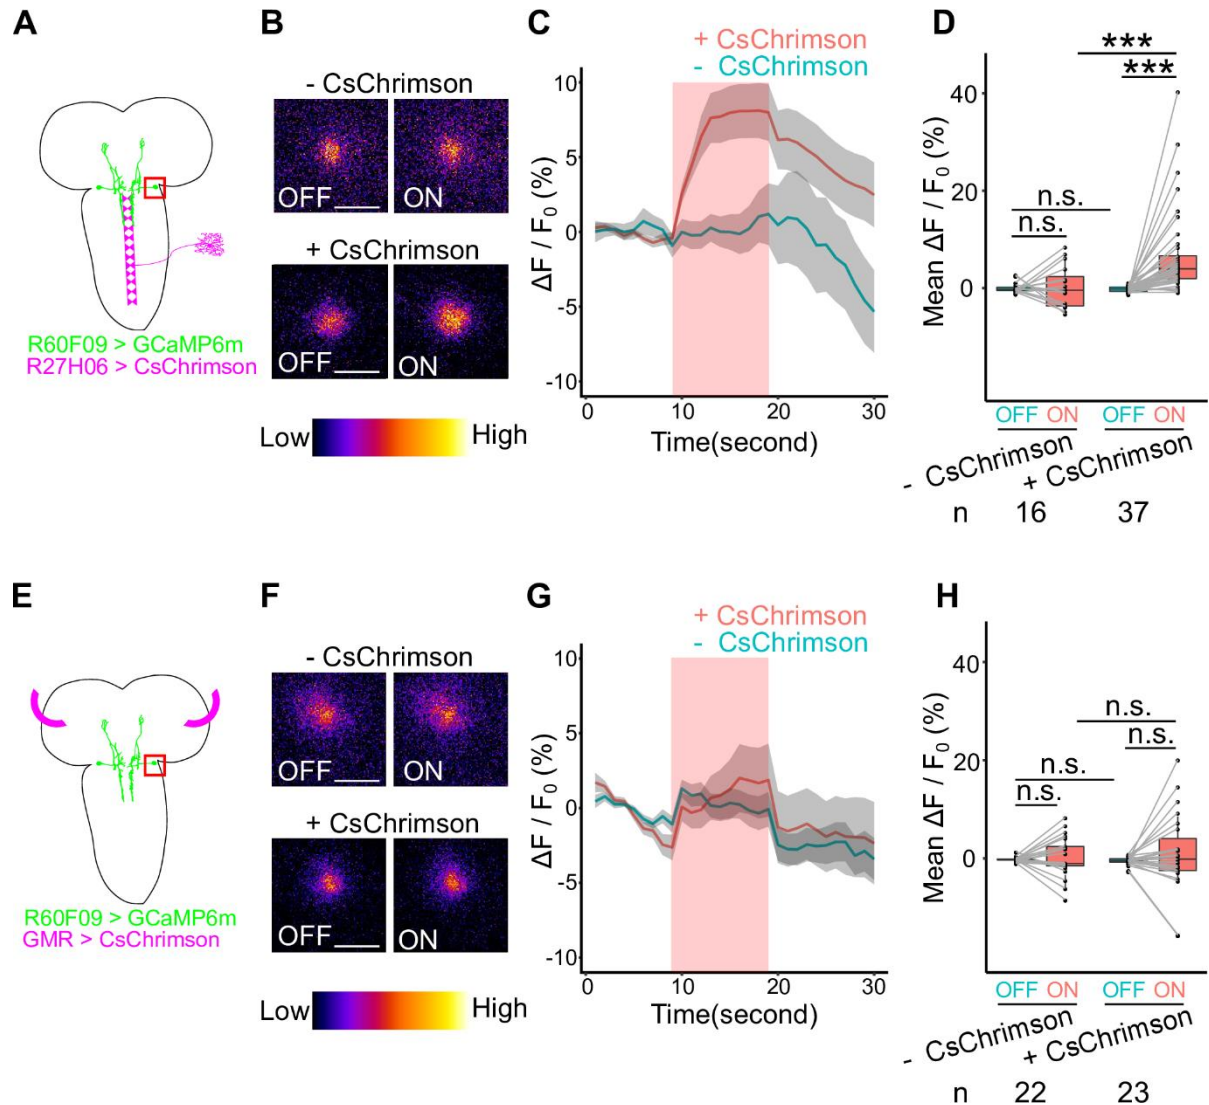 A
R60F09 > GCaMP6m
R27H06 > CsChrimson
B
- CsChrimson
OFF
ON
+ CsChrimson
OFF
ON
Low
High
C
+ CsChrimson
- CsChrimson
ΔF / F0 (%)
10
5
0
-5
-10
0
10
20
30
Time(second)
D
***
***
n.s.
n.s.
Mean ΔF / F0 (%)
40
20
0
OFF ON
OFF ON
- CsChrimson
+ CsChrimson
n 16 37
E
R60F09 > GCaMP6m
GMR > CsChrimson
F
- CsChrimson
OFF
ON
+ CsChrimson
OFF
ON
Low
High
G
+ CsChrimson
- CsChrimson
ΔF / F0 (%)
10
5
0
-5
-10
0
10
20
30
Time(second)
H
n.s.
n.s.
n.s.
n.s.
Mean ΔF / F0 (%)
40
20
0
OFF ON
OFF ON
- CsChrimson
+ CsChrimson
n 22 23